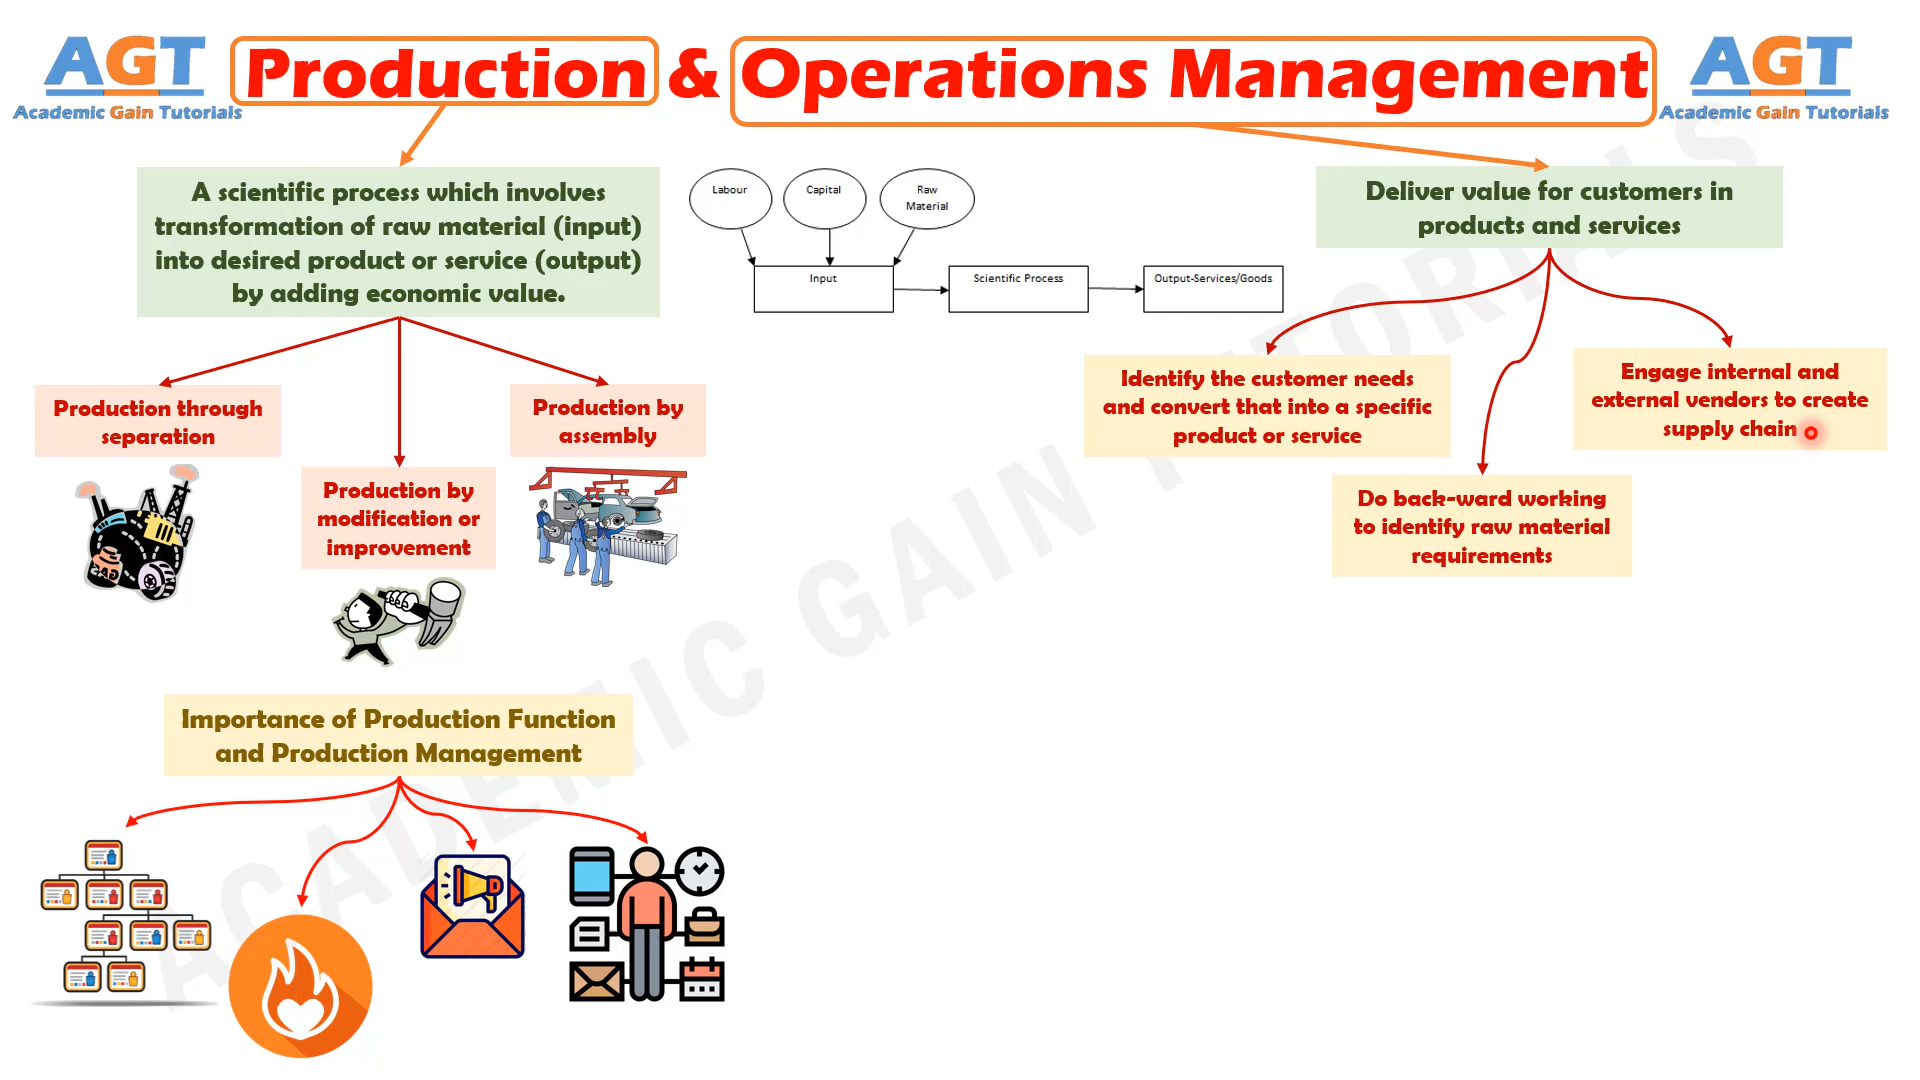 AGT
Academic Gain Tutorials
Production & Operations Management
AGT
Academic Gain Tutorials
A scientific process which involves
transformation of raw material (input)
into desired product or service (output)
by adding economic value.
Labour
Capital
Raw
Material
Input
Scientific Process
Output-Services/Goods
Deliver value for customers in
products and services
Production through
separation
Production by
modification or
improvement
Production by
assembly
Identify the customer needs
and convert that into a specific
product or service
Do back-ward working
to identify raw material
requirements
Engage internal and
external vendors to create
supply chain
Importance of Production Function
and Production Management
ACADEMIC GAIN TUTORIALS